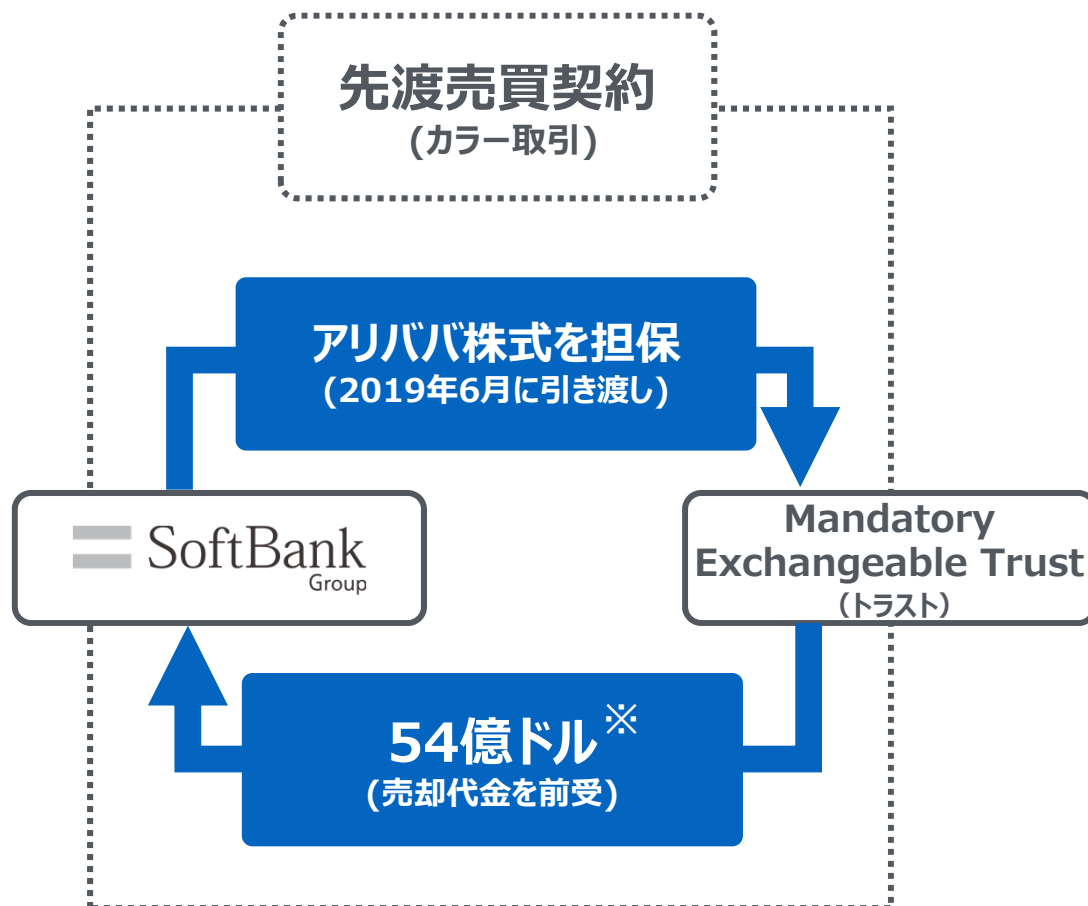 先渡売買契約
(カラー取引)
アリババ株式を担保
(2019年6月に引き渡し)
SoftBank
Group
Mandatory
Exchangeable Trust
（トラスト）
54億ドル※
(売却代金を前受)